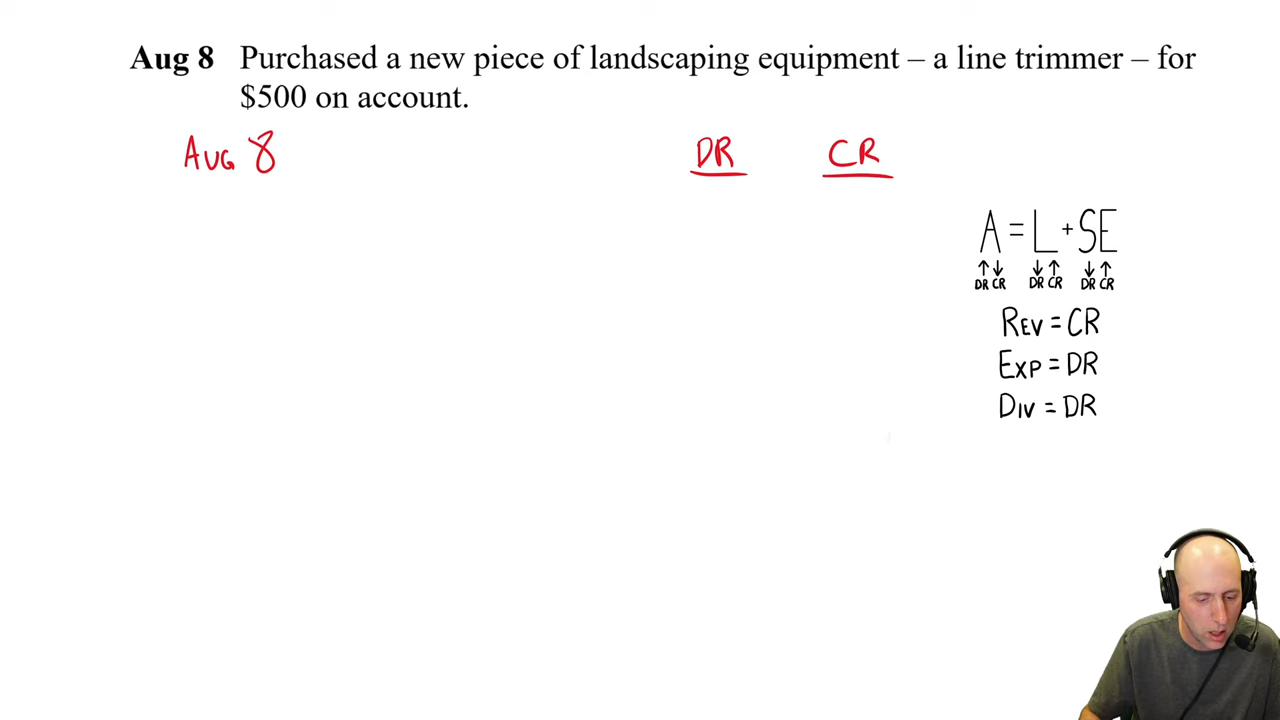 Aug 8 Purchased a new piece of landscaping equipment – a line trimmer – for
$500 on account.
AUG 8 DR CR
A = L + SE
↑ ↓ ↓ ↑ ↓ ↑
DR CR DR CR DR CR
REV = CR
EXP = DR
DIV = DR